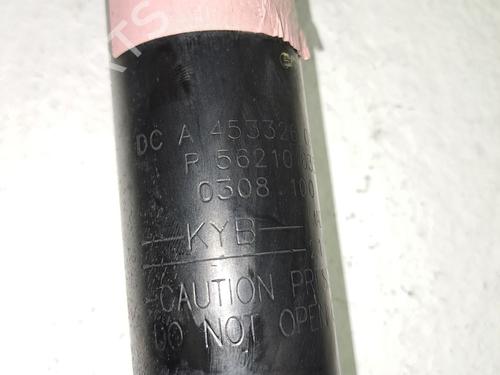 DC A 453326
P 56210
0308 100
KYB
CAUTION PR
DO NOT OPEN